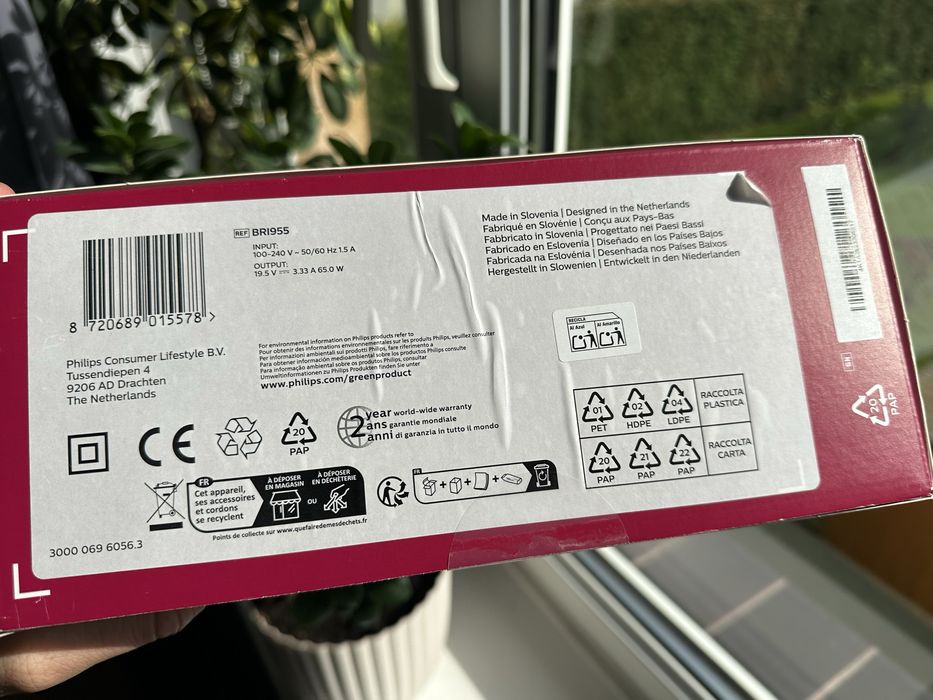 REF BRI955
INPUT:
100-240 V ~ 50/60 Hz 1.5 A
OUTPUT:
19.5 V ⎓ 3.33 A 65.0 W
8 720689 015578 >
Made in Slovenia | Designed in the Netherlands
Fabriqué en Slovénie | Conçu aux Pays-Bas
Fabbricato in Slovenia | Progettato nei Paesi Bassi
Fabricado en Eslovenia | Diseñado en los Países Bajos
Fabricada na Eslovénia | Desenhada nos Países Baixos
Hergestellt in Slowenien | Entwickelt in den Niederlanden
Philips Consumer Lifestyle B.V.
Tussendiepen 4
9206 AD Drachten
The Netherlands
For environmental information on Philips products refer to
Pour obtenir des informations environnementales sur les produits Philips, veuillez consulter
Per informazioni ambientali sui prodotti Philips, fare riferimento a
Para obtener información medioambiental sobre los productos Philips, consulte
Para informação ambiental sobre os produtos Philips, consultar
Umweltinformationen zu Philips Produkten finden Sie unter
www.philips.com/greenproduct
RECICLA
Al Azul
Al Amarillo
CE
20
PAP
2
year world-wide warranty
ans garantie mondiale
anni di garanzia in tutto il mondo
01
PET
02
HDPE
04
LDPE
RACCOLTA
PLASTICA
20
PAP
21
PAP
22
PAP
RACCOLTA
CARTA
FR
Cet appareil,
ses accessoires
et cordons
se recyclent
À DÉPOSER
EN MAGASIN
OU
À DÉPOSER
EN DÉCHÈTERIE
Points de collecte sur www.quefairedemesdechets.fr
FR
+ + +
3000 069 6056.3
GR
20
PAP